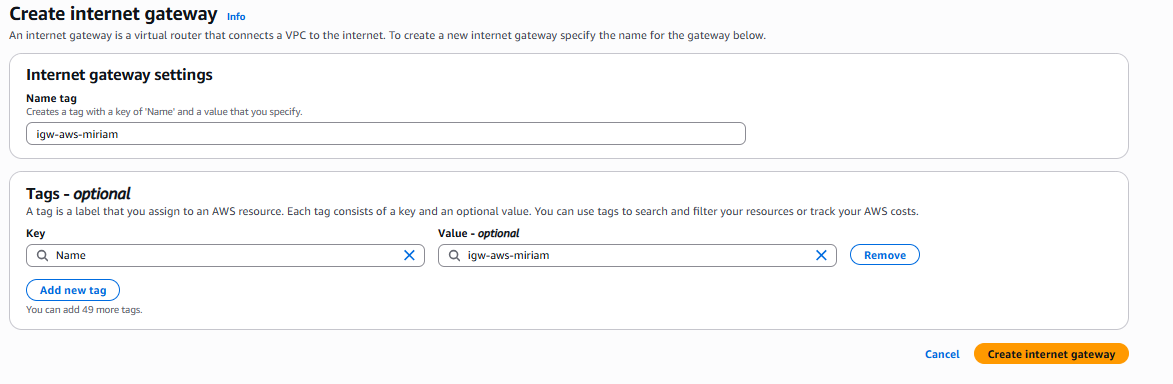 Create internet gateway Info
An internet gateway is a virtual router that connects a VPC to the internet. To create a new internet gateway specify the name for the gateway below.
Internet gateway settings
Name tag
Creates a tag with a key of 'Name' and a value that you specify.
igw-aws-miriam
Tags - optional
A tag is a label that you assign to an AWS resource. Each tag consists of a key and an optional value. You can use tags to search and filter your resources or track your AWS costs.
Key Value - optional
Name igw-aws-miriam Remove
Add new tag
You can add 49 more tags.
Cancel Create internet gateway